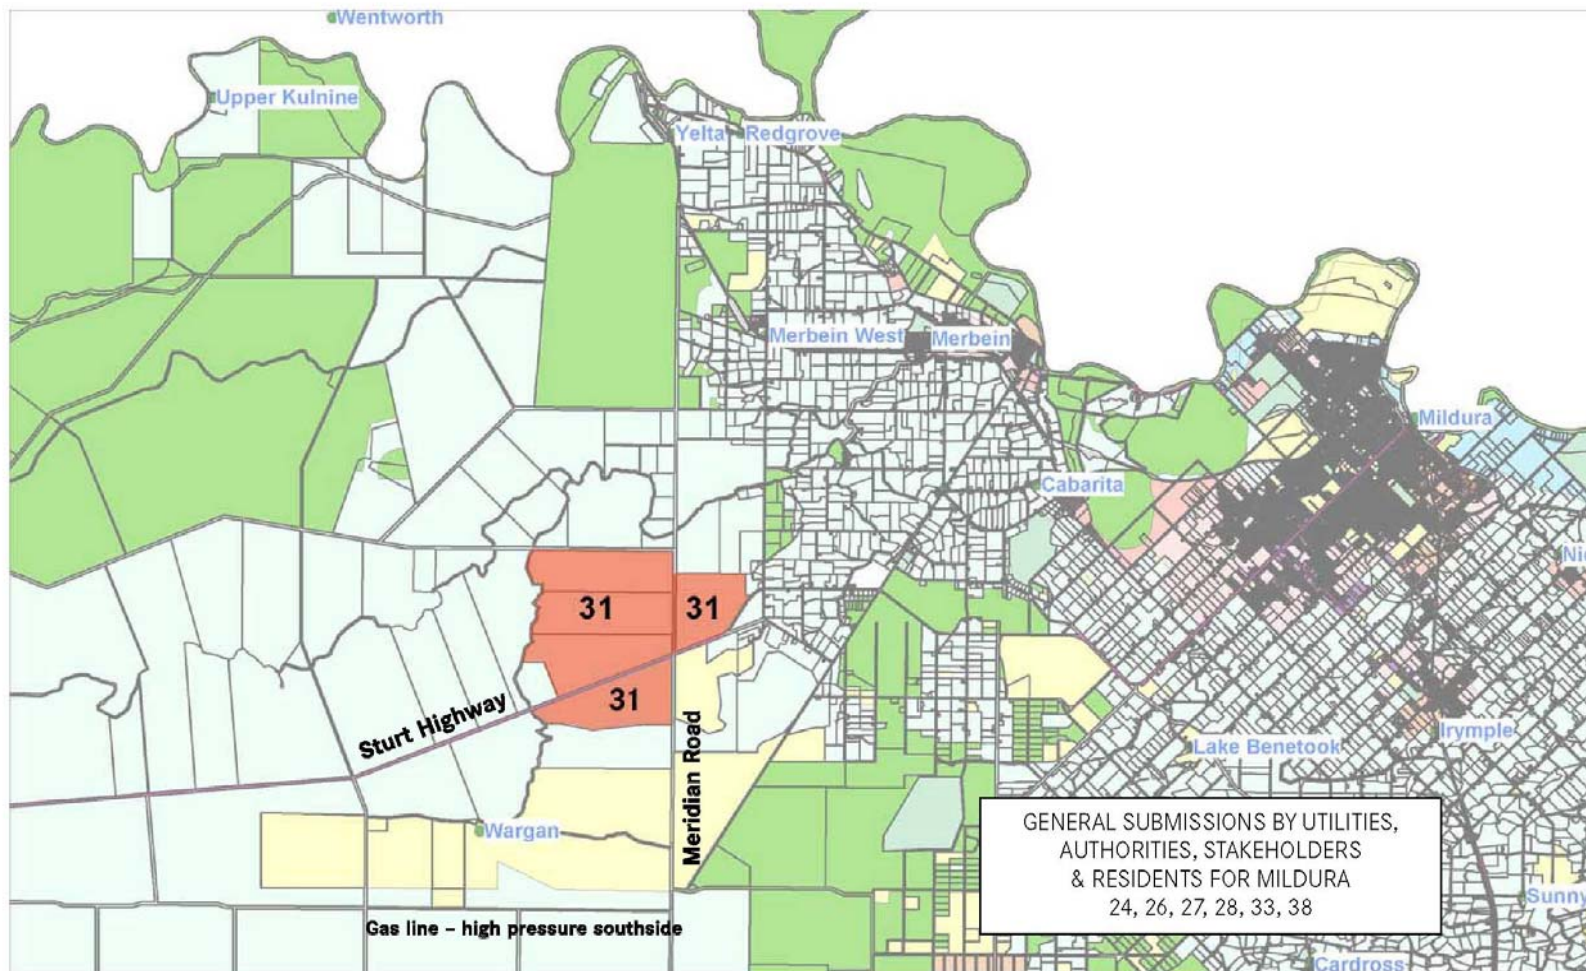 Wentworth
Upper Kulnine
Yelta
Redgrove
Merbein West
Merbein
Mildura
Cabarita
31
31
31
Sturt Highway
Meridian Road
Irymple
Lake Benetook
Wargan
GENERAL SUBMISSIONS BY UTILITIES,
AUTHORITIES, STAKEHOLDERS
& RESIDENTS FOR MILDURA
24, 26, 27, 28, 33, 38
Gas line – high pressure southside
Sunny
Cardross